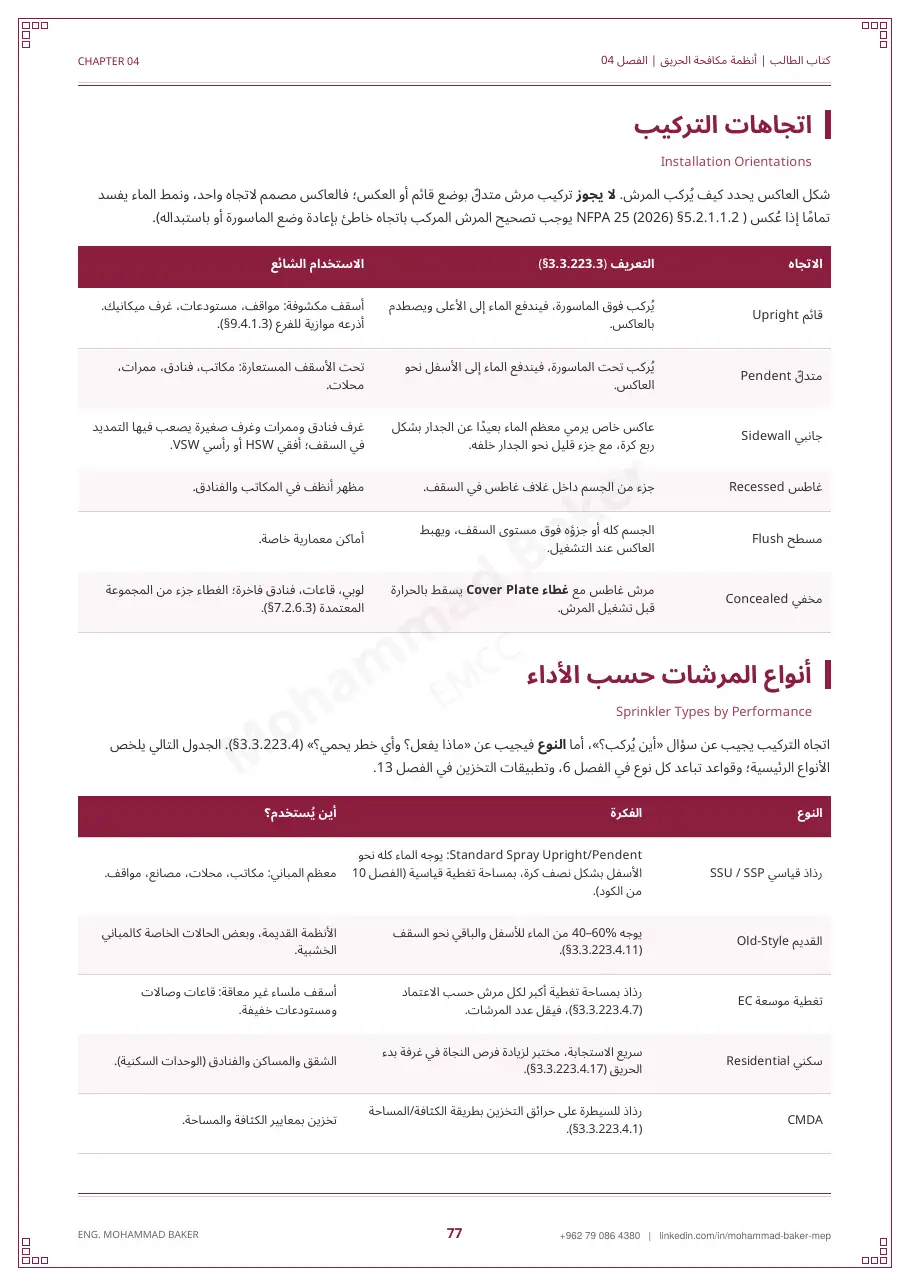 كتاب الطالب | أنظمة مكافحة الحريق | الفصل 04
CHAPTER 04
اتجاهات التركيب
Installation Orientations
شكل العاكس يحدد كيف يُركب المرش. لا يجوز تركيب مرش متدلٍّ بوضع قائم أو العكس؛ فالعاكس مصمم لاتجاه واحد، ونمط الماء يفسد
تمامًا إذا عُكس ( NFPA 25 (2026) §5.2.1.1.2 يوجب تصحيح المرش المركب باتجاه خاطئ بإعادة وضع الماسورة أو باستبداله).
الاتجاه
التعريف (§3.3.223.3)
الاستخدام الشائع
قائم Upright
يُركب فوق الماسورة، فيندفع الماء إلى الأعلى ويصطدم
بالعاكس.
أسقف مكشوفة: مواقف، مستودعات، غرف ميكانيك.
أذرعه موازية للفرع (§9.4.1.3).
متدلٍّ Pendent
يُركب تحت الماسورة، فيندفع الماء إلى الأسفل نحو
العاكس.
تحت الأسقف المستعارة: مكاتب، فنادق، ممرات،
محلات.
جانبي Sidewall
عاكس خاص يرمي معظم الماء بعيدًا عن الجدار بشكل
ربع كرة، مع جزء قليل نحو الجدار خلفه.
غرف فنادق وممرات وغرف صغيرة يصعب فيها التمديد
في السقف؛ أفقي HSW أو رأسي VSW.
غاطس Recessed
جزء من الجسم داخل غلاف غاطس في السقف.
مظهر أنظف في المكاتب والفنادق.
مسطح Flush
الجسم كله أو جزؤه فوق مستوى السقف، ويهبط
العاكس عند التشغيل.
أماكن معمارية خاصة.
مخفي Concealed
مرش غاطس مع غطاء Cover Plate يسقط بالحرارة
قبل تشغيل المرش.
لوبي، قاعات، فنادق فاخرة؛ الغطاء جزء من المجموعة
المعتمدة (§7.2.6.3).
أنواع المرشات حسب الأداء
Sprinkler Types by Performance
اتجاه التركيب يجيب عن سؤال «أين يُركب؟»، أما النوع فيجيب عن «ماذا يفعل؟ وأي خطر يحمي؟» (§3.3.223.4). الجدول التالي يلخص
الأنواع الرئيسية؛ وقواعد تباعد كل نوع في الفصل 6، وتطبيقات التخزين في الفصل 13.
النوع
الفكرة
أين يُستخدم؟
رذاذ قياسي SSU / SSP
Standard Spray Upright/Pendent: يوجه الماء كله نحو
الأسفل بشكل نصف كرة، بمساحة تغطية قياسية (الفصل 10
من الكود).
معظم المباني: مكاتب، محلات، مصانع، مواقف.
القديم Old-Style
يوجه 40–60% من الماء للأسفل والباقي نحو السقف
(§3.3.223.4.11).
الأنظمة القديمة، وبعض الحالات الخاصة كالمباني
الخشبية.
تغطية موسعة EC
رذاذ بمساحة تغطية أكبر لكل مرش حسب الاعتماد
(§3.3.223.4.7)، فيقل عدد المرشات.
أسقف ملساء غير معاقة: قاعات وصالات
ومستودعات خفيفة.
سكني Residential
سريع الاستجابة، مختبر لزيادة فرص النجاة في غرفة بدء
الحريق (§3.3.223.4.17).
الشقق والمساكن والفنادق (الوحدات السكنية).
CMDA
رذاذ للسيطرة على حرائق التخزين بطريقة الكثافة/المساحة
(§3.3.223.4.1).
تخزين بمعايير الكثافة والمساحة.
Mohammad Baker
EMCC
ENG. MOHAMMAD BAKER
77
+962 79 086 4380 | linkedin.com/in/mohammad-baker-mep